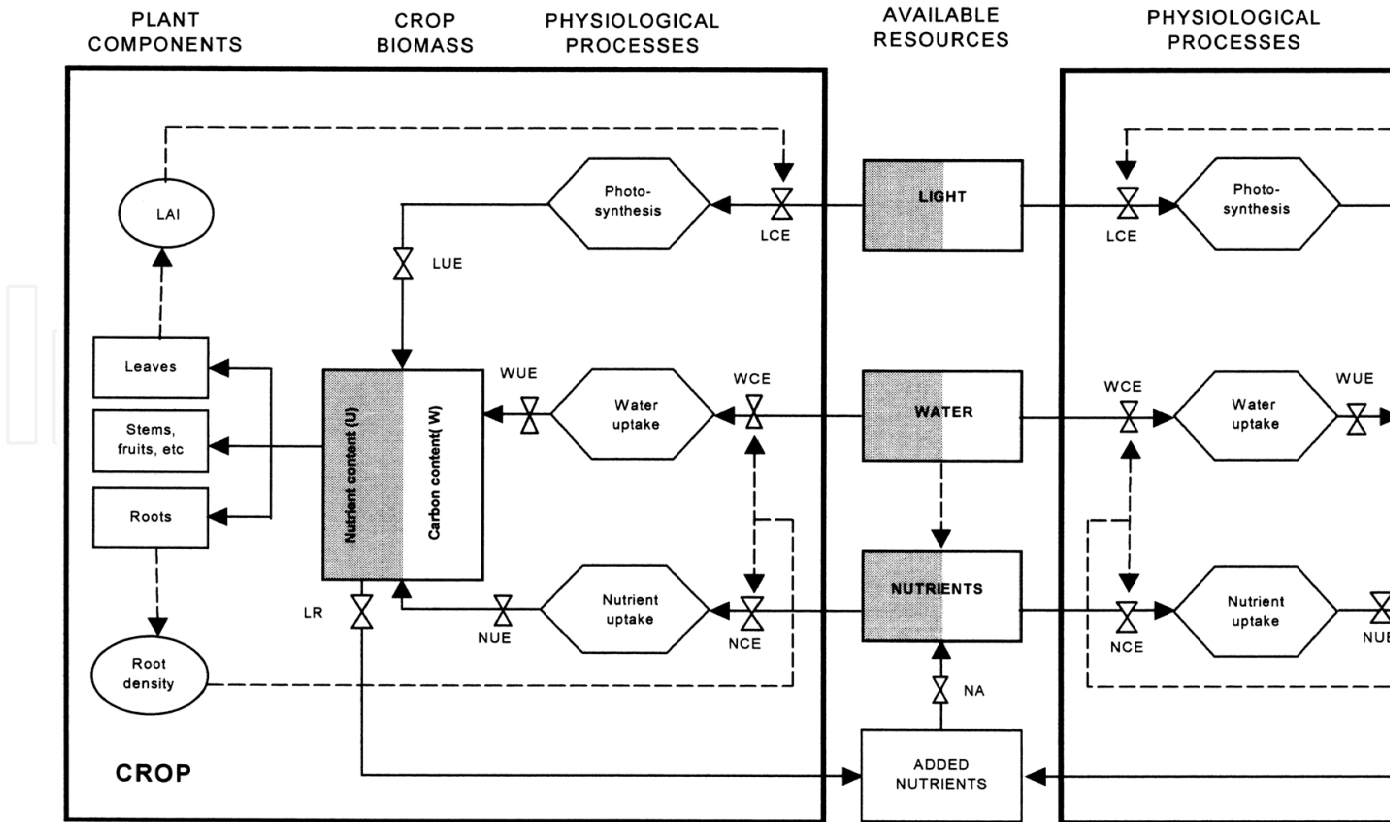 PLANT
COMPONENTS
CROP
BIOMASS
PHYSIOLOGICAL
PROCESSES
AVAILABLE
RESOURCES
PHYSIOLOGICAL
PROCESSES
LAI
Photo-
synthesis
LCE
LIGHT
LCE
Photo-
synthesis
LUE
Leaves
Stems,
fruits, etc
Roots
Nutrient content (U)
Carbon content( W)
WUE
Water
uptake
WCE
WATER
WCE
Water
uptake
WUE
LR
NUE
Nutrient
uptake
NCE
NUTRIENTS
NCE
Nutrient
uptake
NUE
Root
density
NA
CROP
ADDED
NUTRIENTS